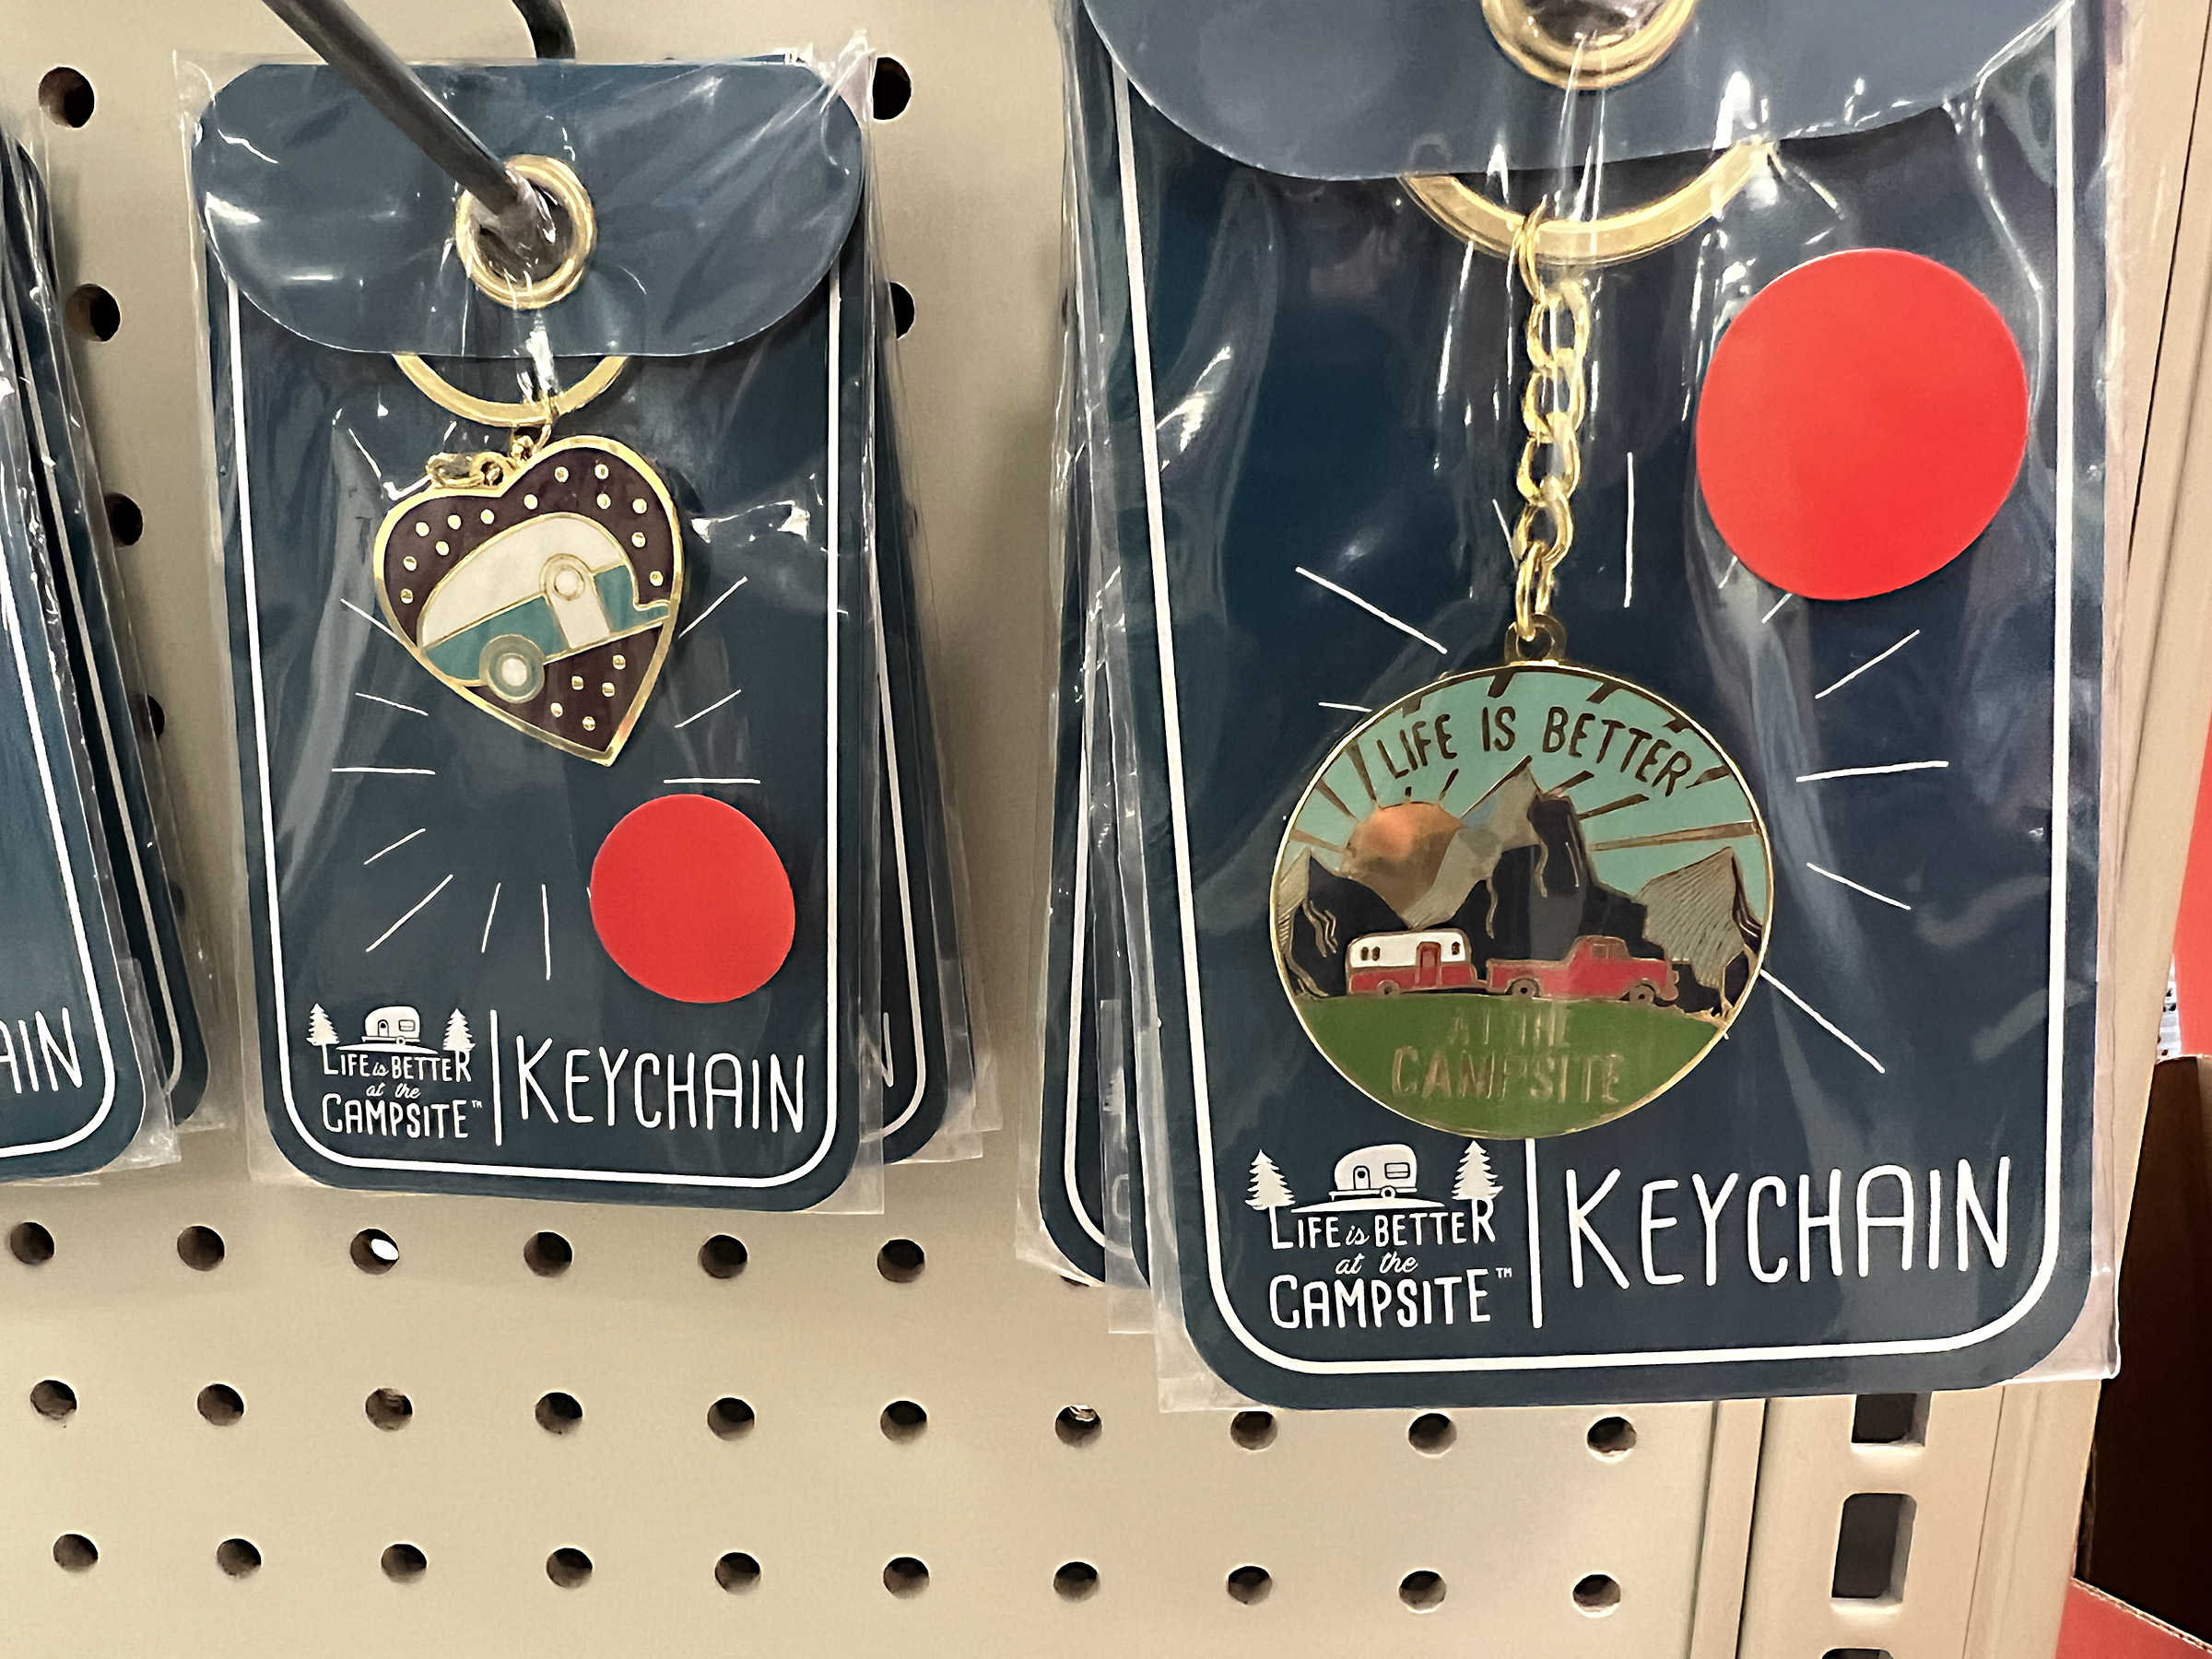 AIN
LIFE is BETTER
at the
CAMPSITE™
KEYCHAIN
N
LIFE IS BETTER
AT THE
CAMPSITE
LIFE is BETTER
at the
CAMPSITE™
KEYCHAIN